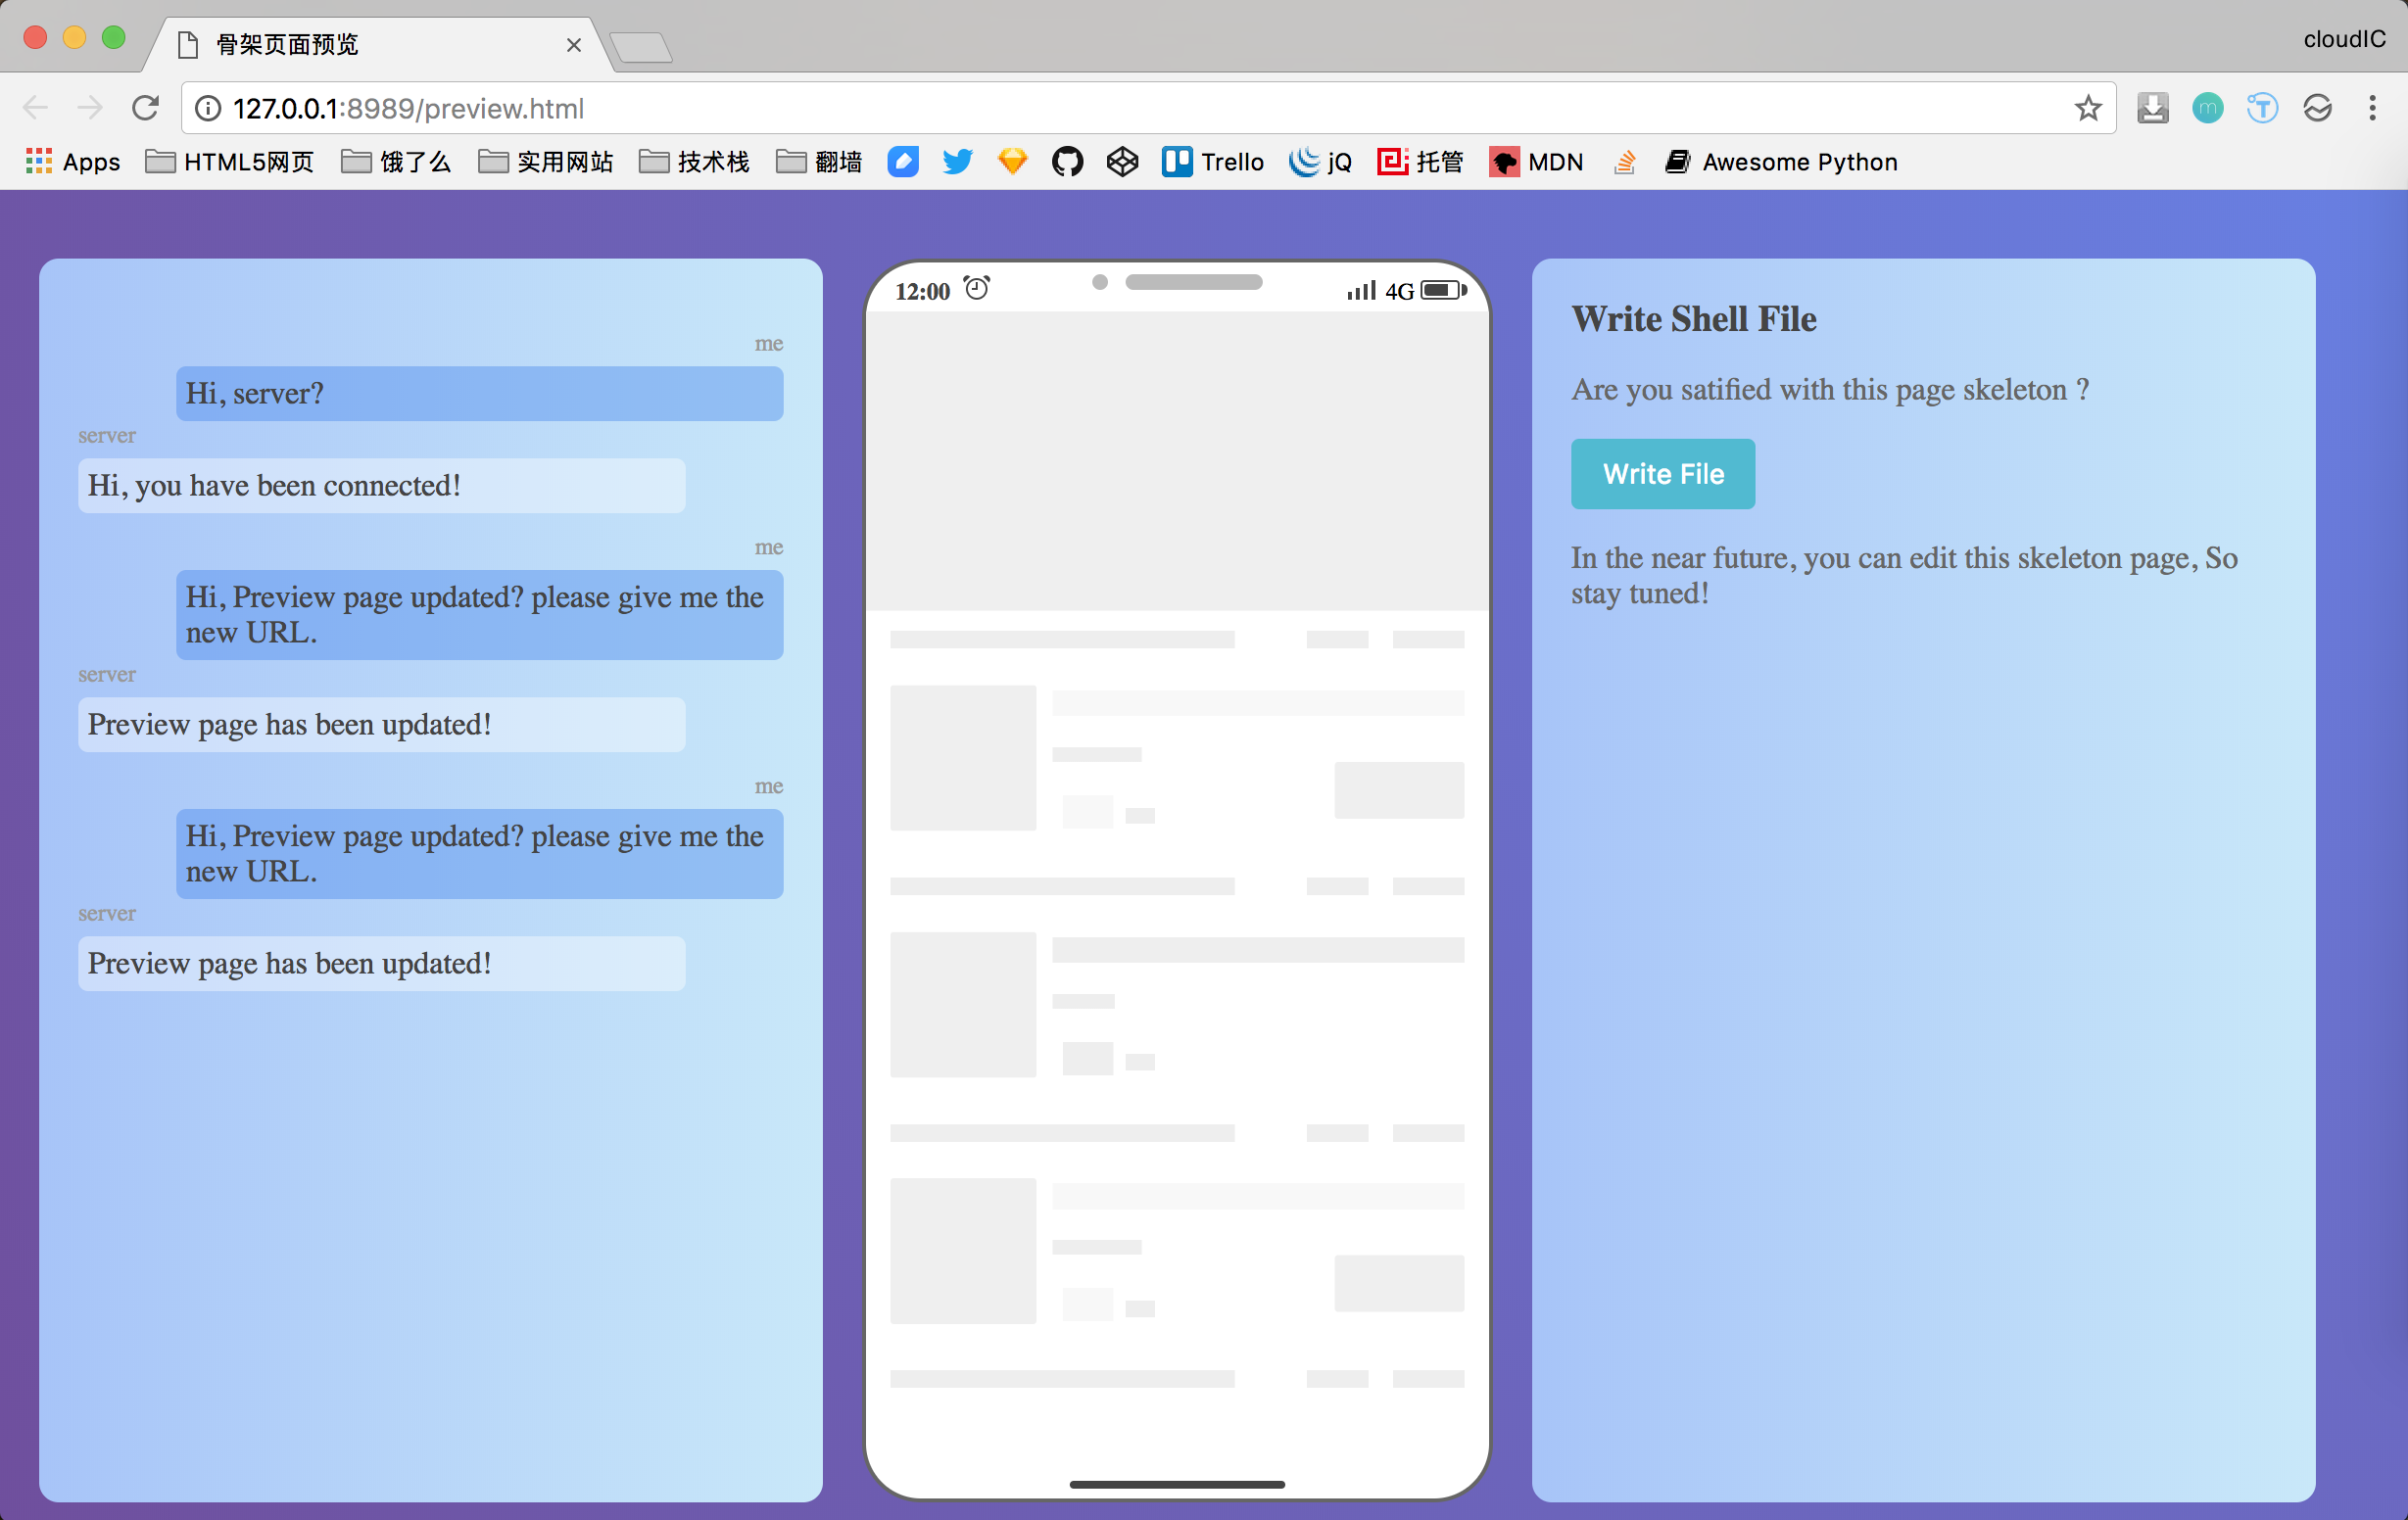 骨架页面预览
cloudIC
127.0.0.1:8989/preview.html
Apps HTML5网页 饿了么 实用网站 技术栈 翻墙 Trello jQ 托管 MDN Awesome Python
me
Hi, server?
server
Hi, you have been connected!
me
Hi, Preview page updated? please give me the
new URL.
server
Preview page has been updated!
me
Hi, Preview page updated? please give me the
new URL.
server
Preview page has been updated!
12:00 4G
Write Shell File
Are you satified with this page skeleton ?
Write File
In the near future, you can edit this skeleton page, So
stay tuned!